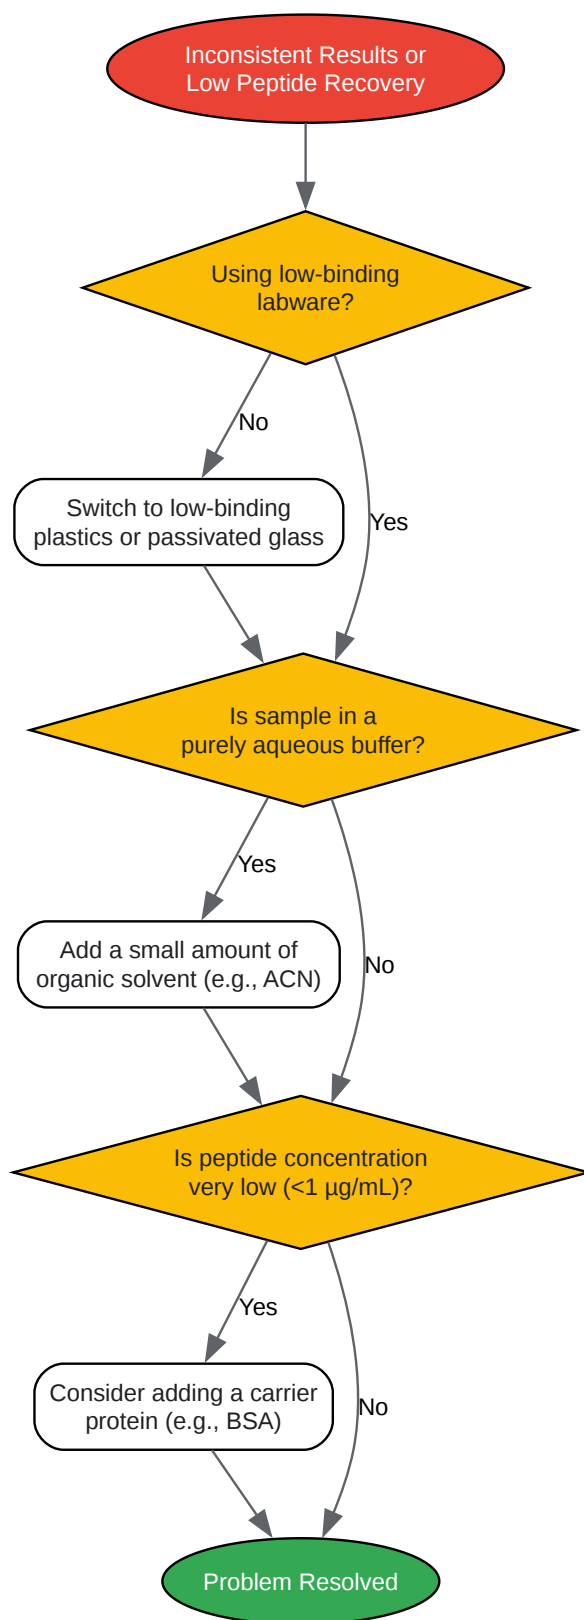 Inconsistent Results or
Low Peptide Recovery
Using low-binding
labware?
No
Switch to low-binding
plastics or passivated glass
Yes
Is sample in a
purely aqueous buffer?
Yes
Add a small amount of
organic solvent (e.g., ACN)
No
Is peptide concentration
very low (<1 µg/mL)?
Yes
Consider adding a carrier
protein (e.g., BSA)
No
Problem Resolved